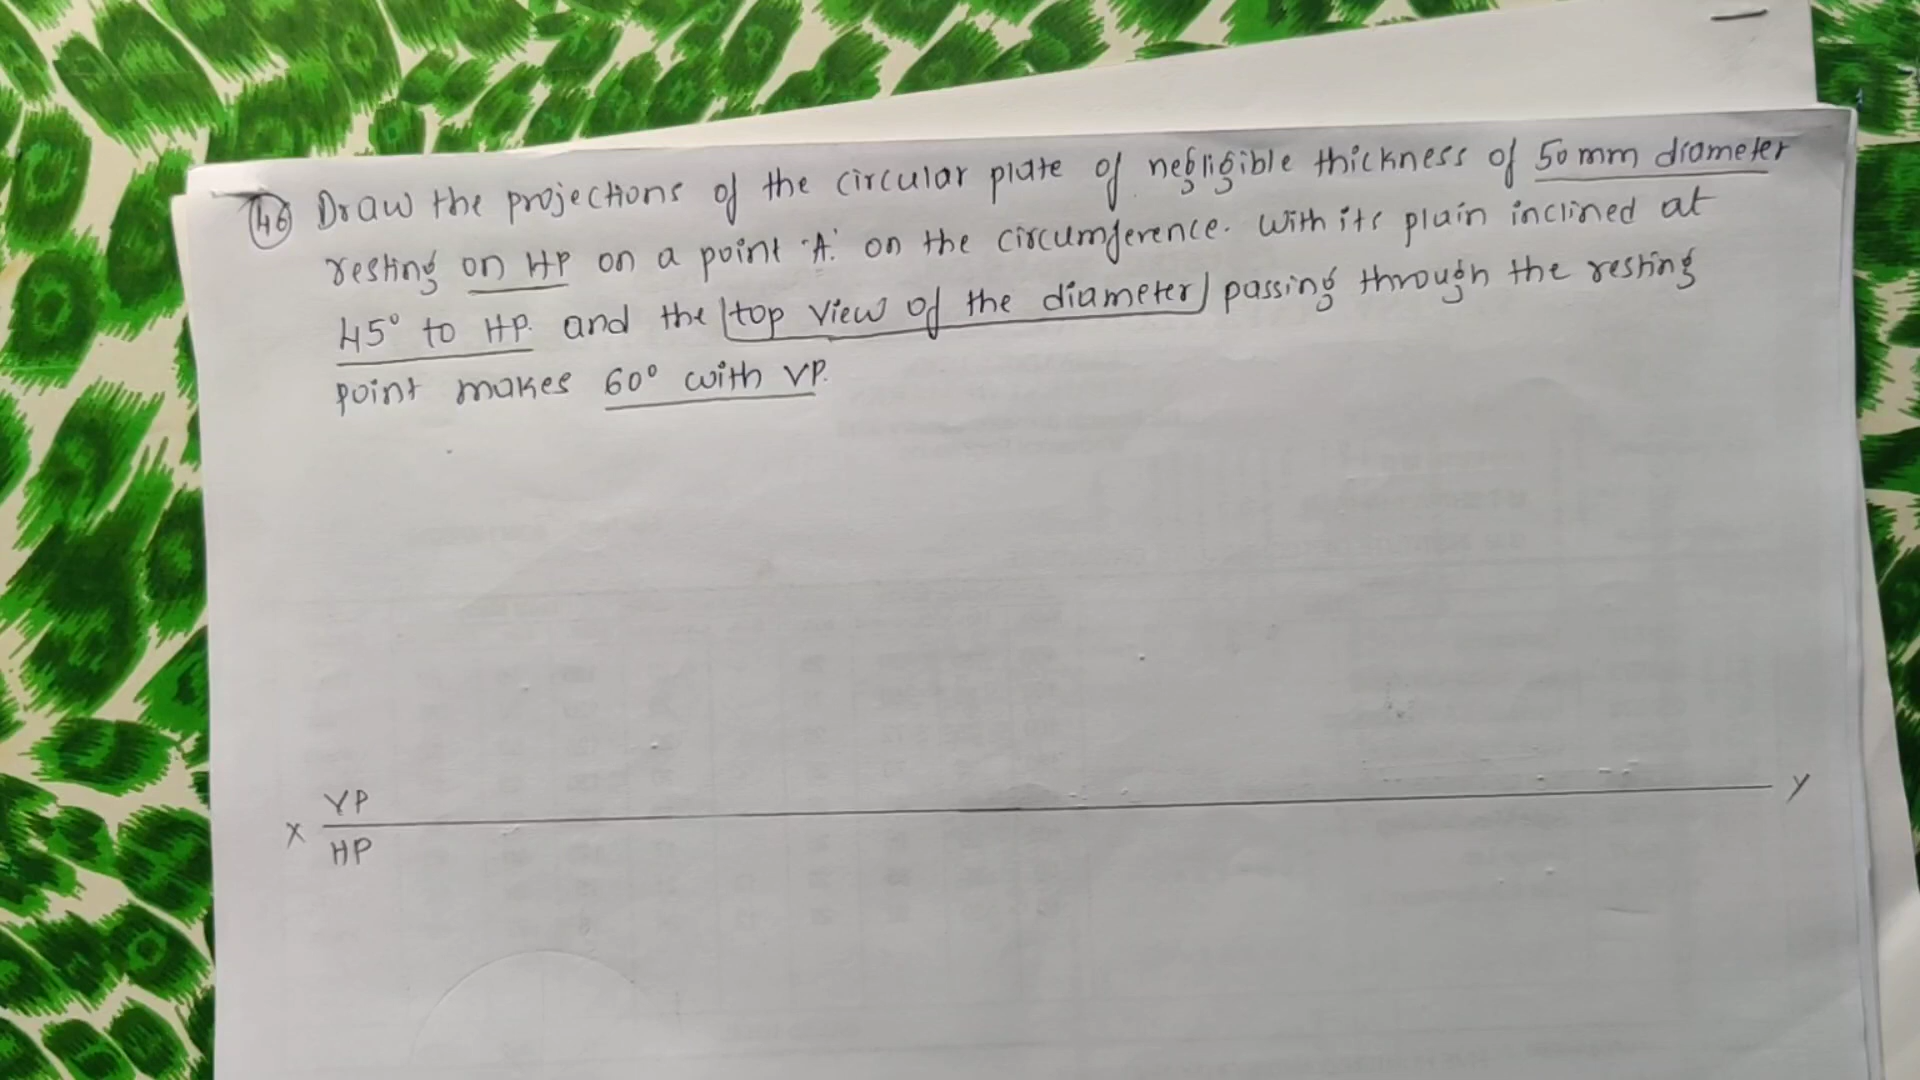 46 Draw the projections of the circular plate of negligible thickness of 50 mm diameter
resting on HP on a point 'A' on the circumference. With its plain inclined at
45° to HP. and the top view of the diameter passing through the resting
point makes 60° with VP.
VP
X Y
HP